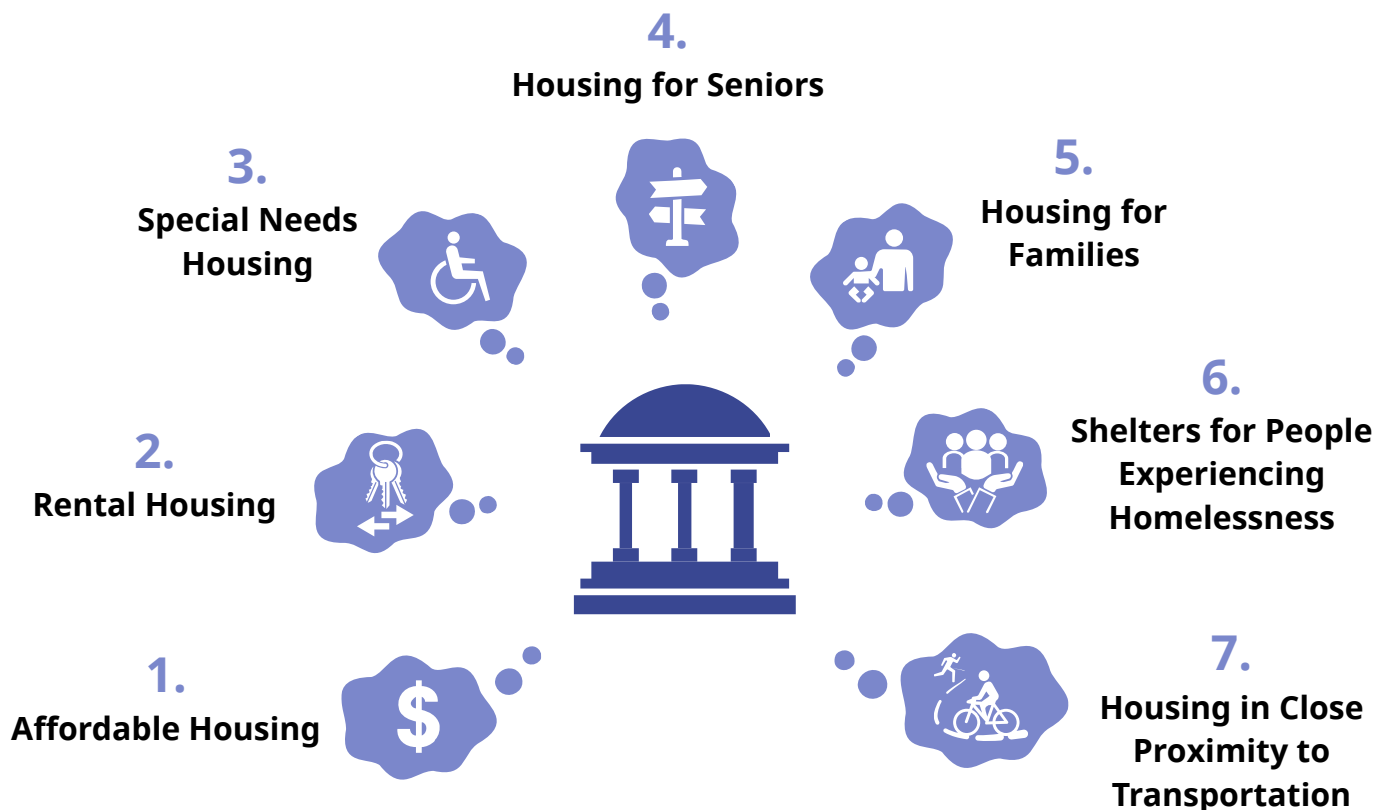 1.
Affordable Housing
2.
Rental Housing
3.
Special Needs
Housing
4.
Housing for Seniors
5.
Housing for
Families
6.
Shelters for People
Experiencing
Homelessness
7.
Housing in Close
Proximity to
Transportation
$